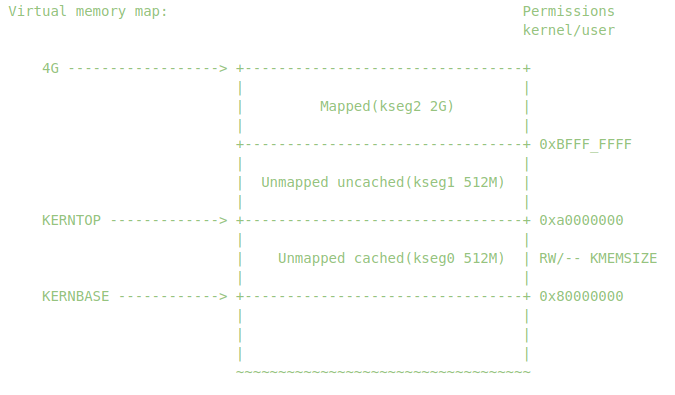 Virtual memory map:                                          Permissions
                                                             kernel/user

    4G ------------------> +---------------------------------+
                           |                                 |
                           |         Mapped(kseg2 2G)        |
                           |                                 |
                           +---------------------------------+ 0xBFFF_FFFF
                           |                                 |
                           |  Unmapped uncached(kseg1 512M)  |
                           |                                 |
    KERNTOP -------------> +---------------------------------+ 0xa0000000
                           |                                 |
                           |    Unmapped cached(kseg0 512M)  | RW/-- KMEMSIZE
                           |                                 |
    KERNBASE ------------> +---------------------------------+ 0x80000000
                           |                                 |
                           |                                 |
                           |                                 |
                           ~~~~~~~~~~~~~~~~~~~~~~~~~~~~~~~~~~~